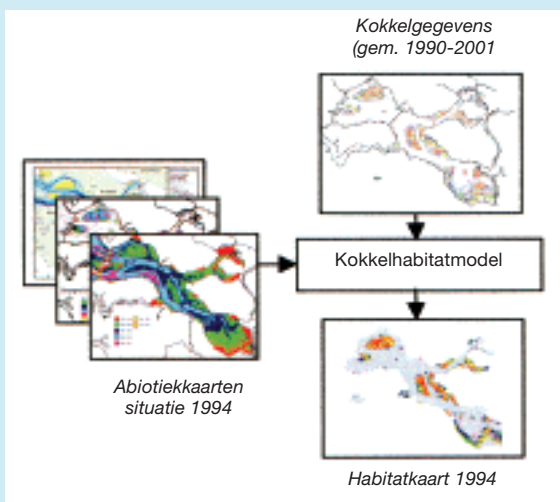 Kokkelgegevens
(gem. 1990-2001
Kokkelhabitatmodel
Abiotiekkaarten
situatie 1994
Habitatkaart 1994